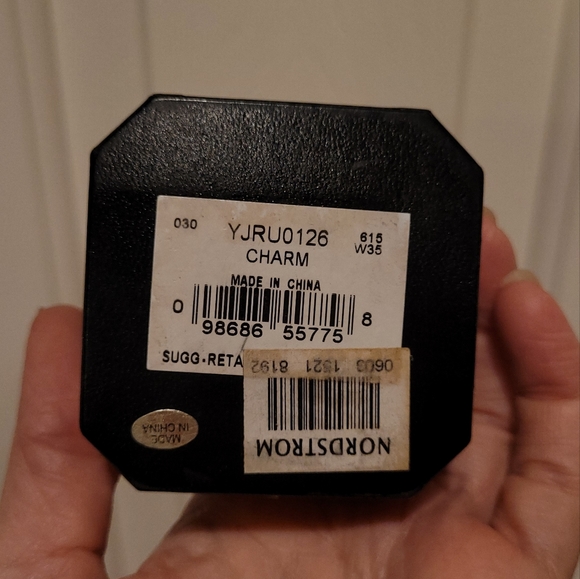 030
YJRU0126
615
W35
CHARM
MADE IN CHINA
0 98686 55775 8
SUGG-RETA
0603 1521 8192
NORDSTROM
MADE
IN CHINA